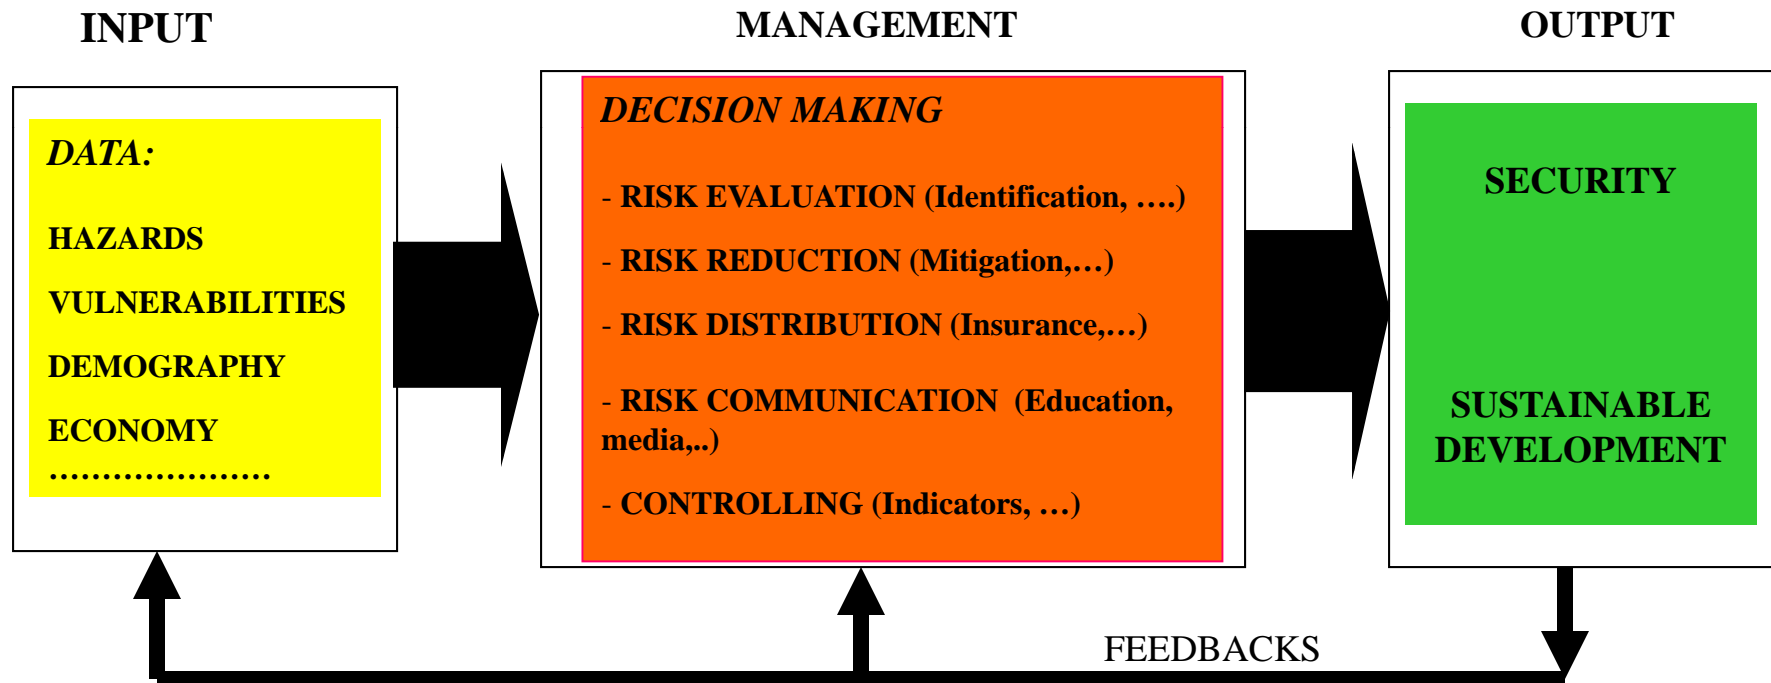 INPUT
MANAGEMENT
OUTPUT
DATA:
HAZARDS
VULNERABILITIES
DEMOGRAPHY
ECONOMY
…………………
DECISION MAKING
- RISK EVALUATION (Identification, ….)
- RISK REDUCTION (Mitigation,…)
- RISK DISTRIBUTION (Insurance,…)
- RISK COMMUNICATION  (Education,
media,..)
- CONTROLLING (Indicators, …)
SECURITY
SUSTAINABLE
DEVELOPMENT
FEEDBACKS